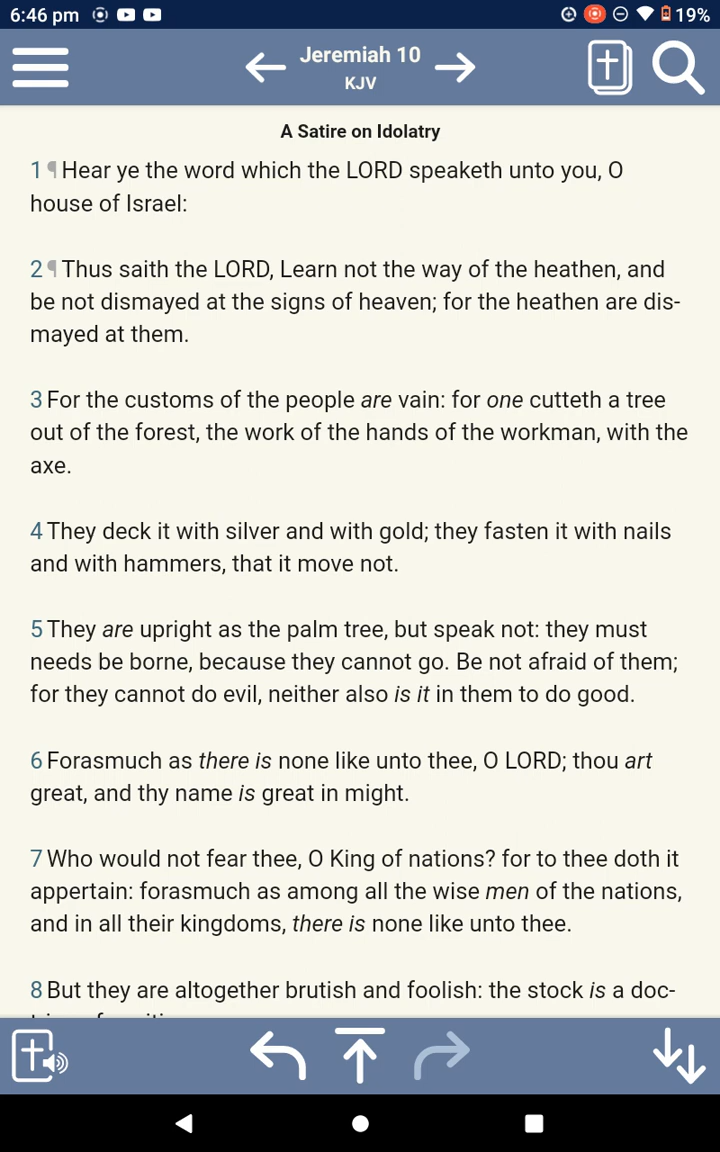 6:46 pm
19%
Jeremiah 10
KJV
A Satire on Idolatry
1 ¶ Hear ye the word which the LORD speaketh unto you, O
house of Israel:
2 ¶ Thus saith the LORD, Learn not the way of the heathen, and
be not dismayed at the signs of heaven; for the heathen are dis-
mayed at them.
3 For the customs of the people are vain: for one cutteth a tree
out of the forest, the work of the hands of the workman, with the
axe.
4 They deck it with silver and with gold; they fasten it with nails
and with hammers, that it move not.
5 They are upright as the palm tree, but speak not: they must
needs be borne, because they cannot go. Be not afraid of them;
for they cannot do evil, neither also is it in them to do good.
6 Forasmuch as there is none like unto thee, O LORD; thou art
great, and thy name is great in might.
7 Who would not fear thee, O King of nations? for to thee doth it
appertain: forasmuch as among all the wise men of the nations,
and in all their kingdoms, there is none like unto thee.
8 But they are altogether brutish and foolish: the stock is a doc-